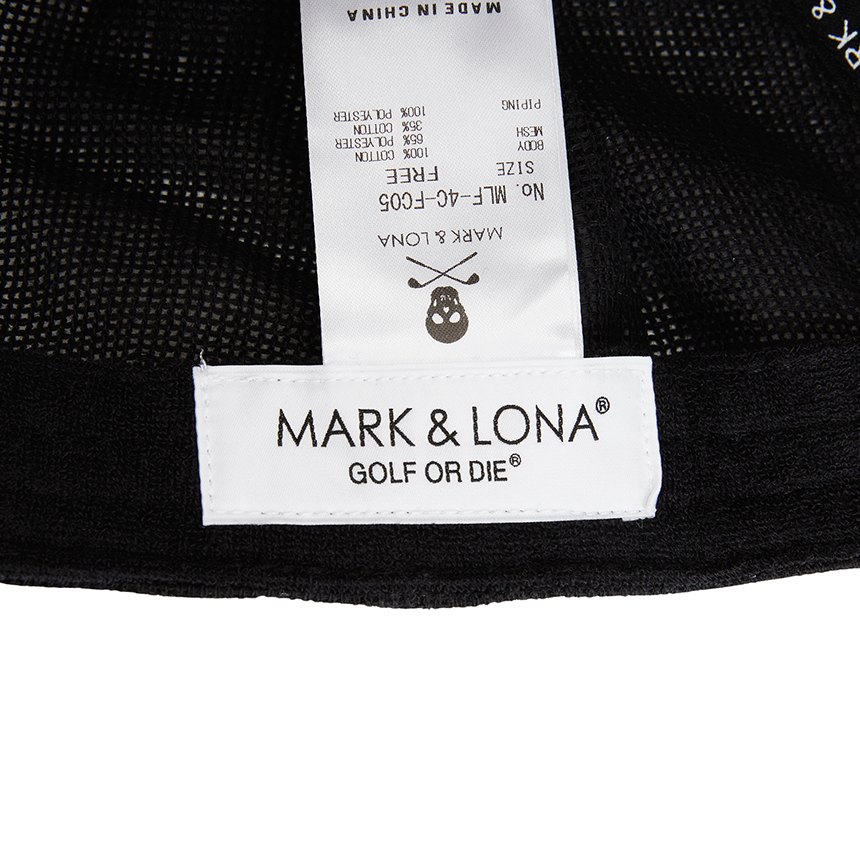 MARK & LONA®
GOLF OR DIE®
MARK & LONA
No. MLF-4C-FC05
SIZE FREE
BODY 100% COTTON
MESH 65% POLYESTER
35% COTTON
PIPING 100% POLYESTER
MADE IN CHINA
RK &